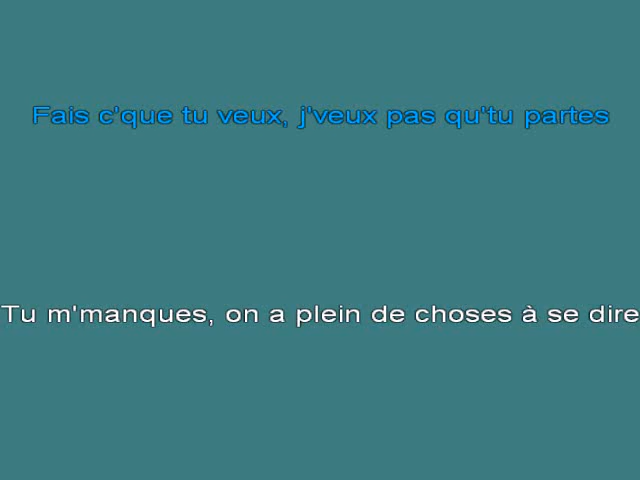 Fais c'que tu veux, j'veux pas qu'tu partes
Tu m'manques, on a plein de choses à se dire